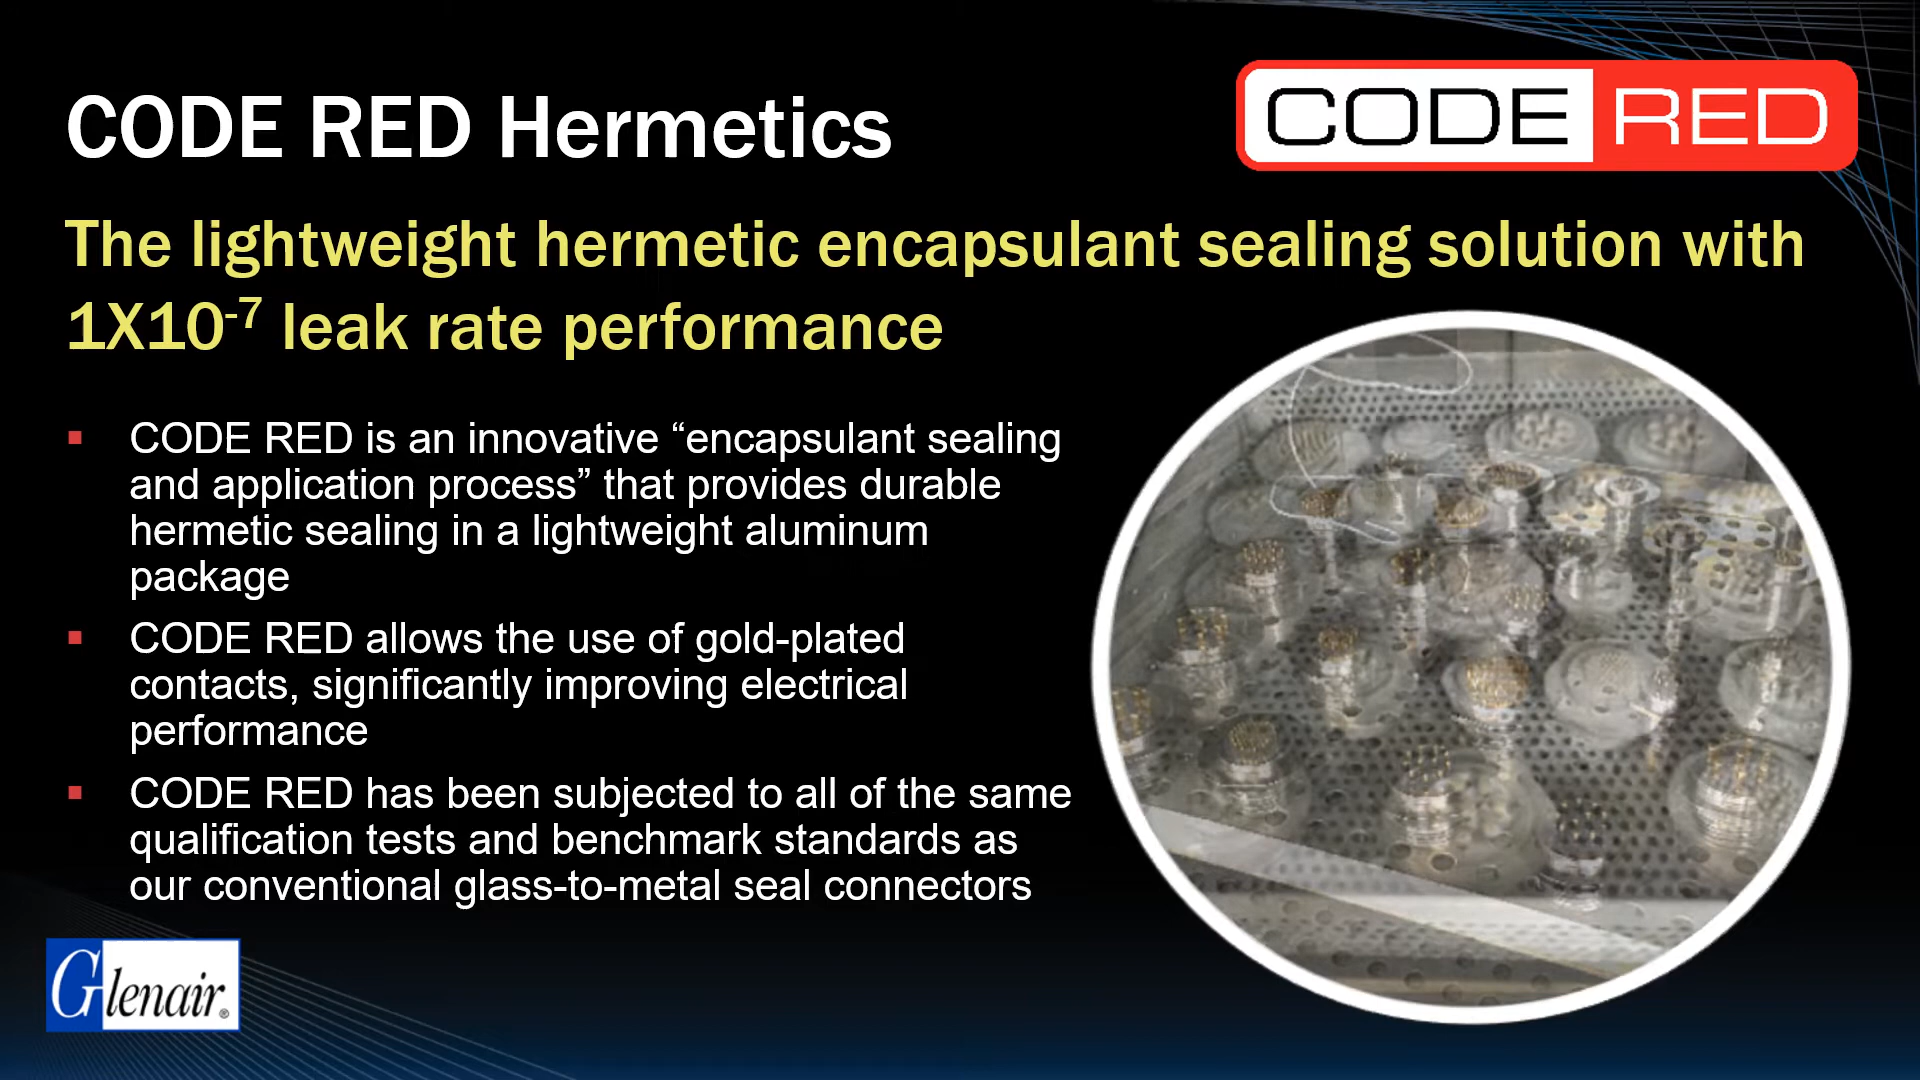 CODE RED Hermetics
CODE RED
The lightweight hermetic encapsulant sealing solution with
1X10⁻⁷ leak rate performance
▪ CODE RED is an innovative “encapsulant sealing
and application process” that provides durable
hermetic sealing in a lightweight aluminum
package
▪ CODE RED allows the use of gold-plated
contacts, significantly improving electrical
performance
▪ CODE RED has been subjected to all of the same
qualification tests and benchmark standards as
our conventional glass-to-metal seal connectors
Glenair®